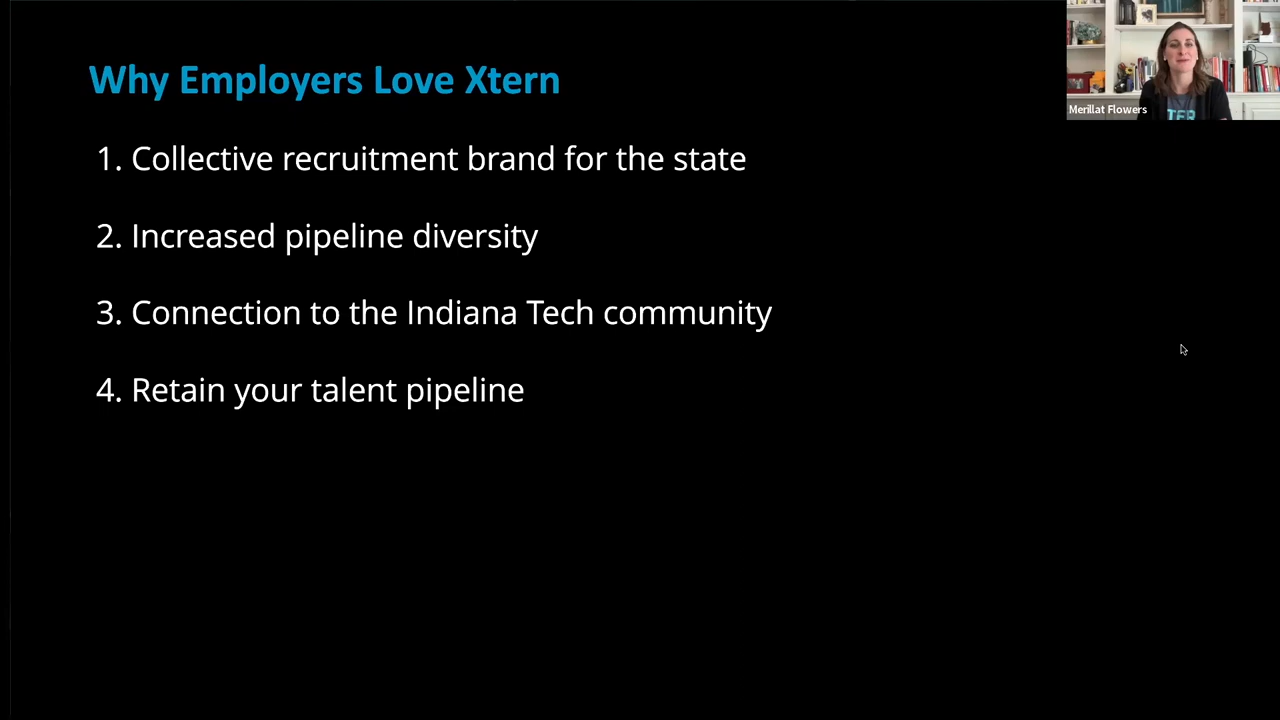 Why Employers Love Xtern
1. Collective recruitment brand for the state
2. Increased pipeline diversity
3. Connection to the Indiana Tech community
4. Retain your talent pipeline
Merillat Flowers
TER